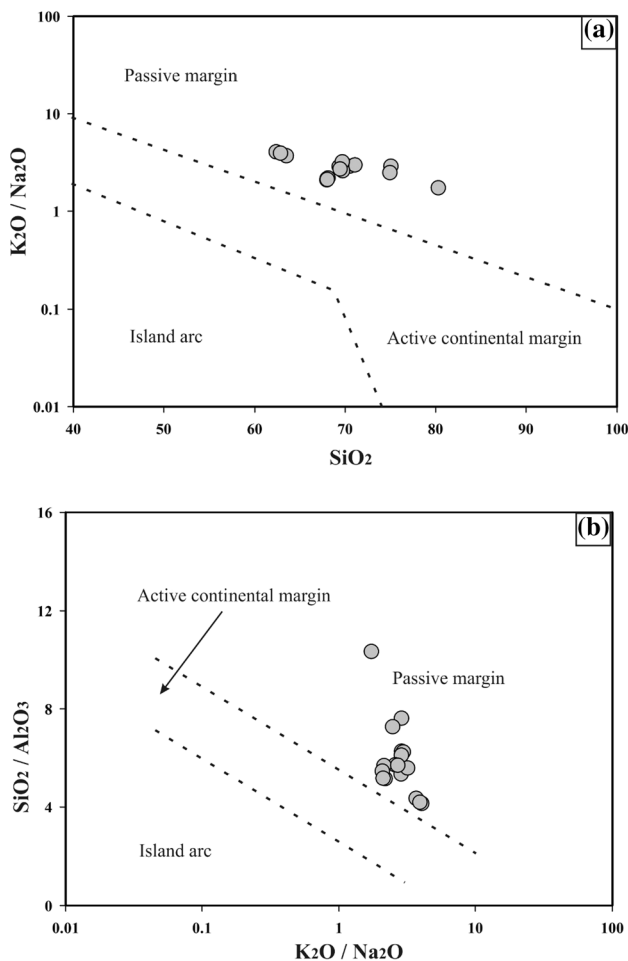 (a)
100
10
1
0.1
0.01
K2O / Na2O
Passive margin
Island arc
Active continental margin
40 50 60 70 80 90 100
SiO2
(b)
16
12
8
4
0
SiO2 / Al2O3
Active continental margin
Passive margin
Island arc
0.01 0.1 1 10 100
K2O / Na2O